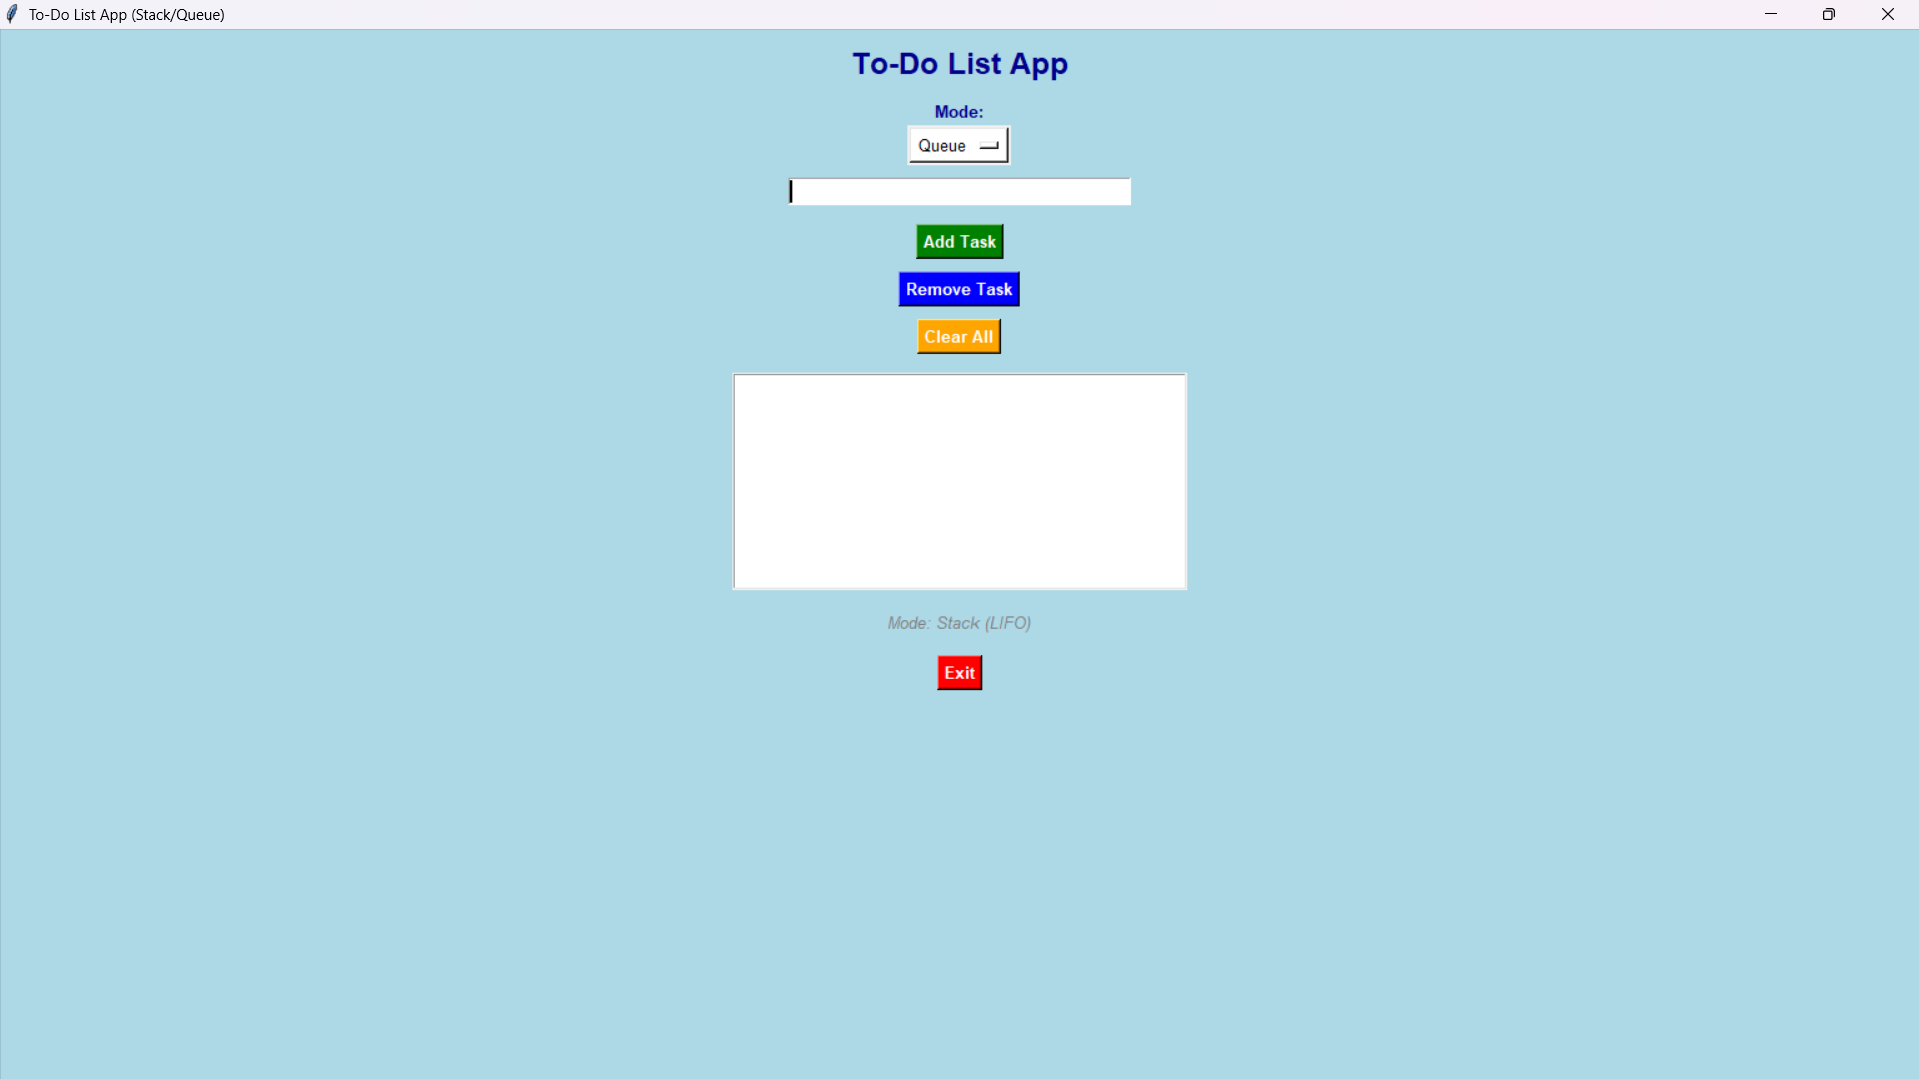 To-Do List App (Stack/Queue)
To-Do List App
Mode:
Queue
Add Task
Remove Task
Clear All
Mode: Stack (LIFO)
Exit